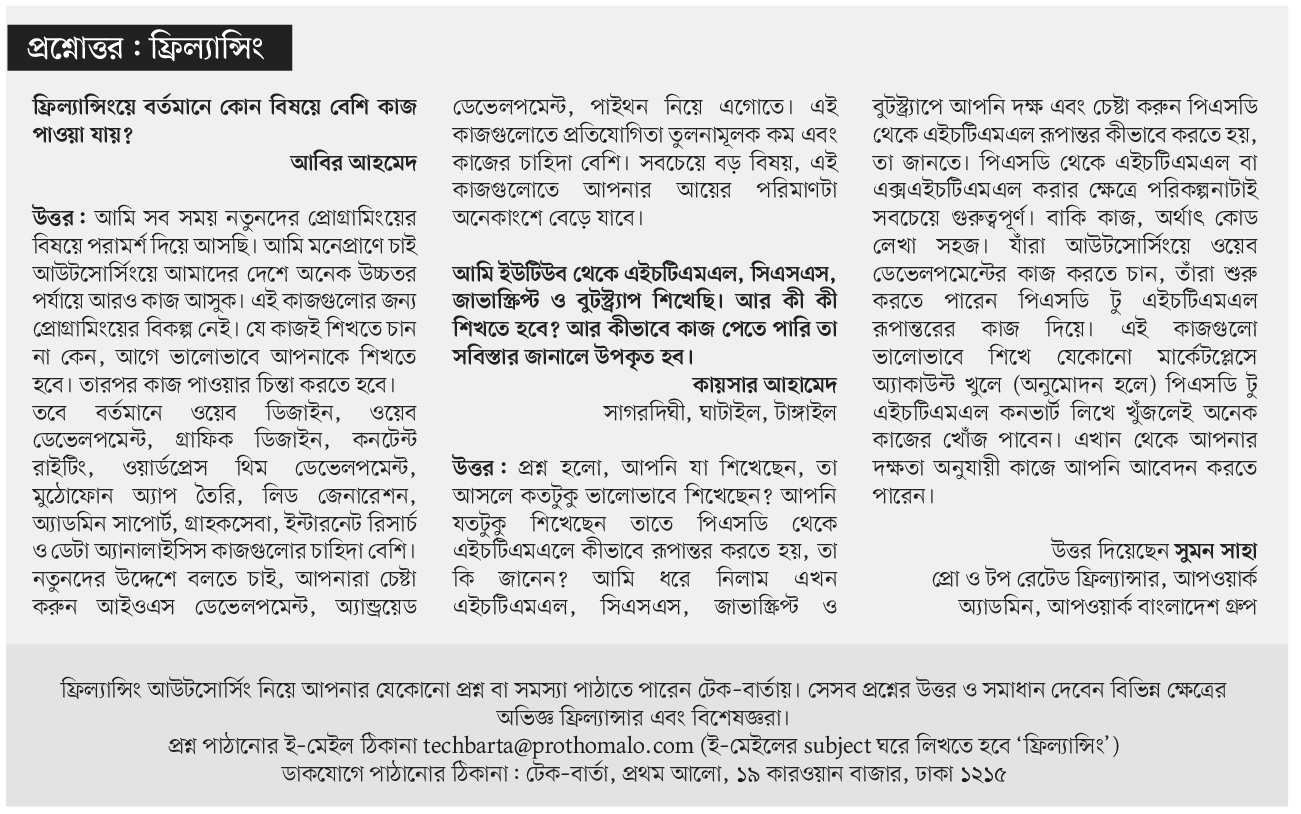 প্রশ্নোত্তর : ফ্রিল্যান্সিং
ফ্রিল্যান্সিংয়ে বর্তমানে কোন বিষয়ে বেশি কাজ
পাওয়া যায়?
আবির আহমেদ
উত্তর : আমি সব সময় নতুনদের প্রোগ্রামিংয়ের
বিষয়ে পরামর্শ দিয়ে আসছি। আমি মনেপ্রাণে চাই
আউটসোর্সিংয়ে আমাদের দেশে অনেক উচ্চতর
পর্যায়ে আরও কাজ আসুক। এই কাজগুলোর জন্য
প্রোগ্রামিংয়ের বিকল্প নেই। যে কাজই শিখতে চান
না কেন, আগে ভালোভাবে আপনাকে শিখতে
হবে। তারপর কাজ পাওয়ার চিন্তা করতে হবে।
তবে বর্তমানে ওয়েব ডিজাইন, ওয়েব
ডেভেলপমেন্ট, গ্রাফিক ডিজাইন, কনটেন্ট
রাইটিং, ওয়ার্ডপ্রেস থিম ডেভেলপমেন্ট,
মুঠোফোন অ্যাপ তৈরি, লিড জেনারেশন,
অ্যাডমিন সাপোর্ট, গ্রাহকসেবা, ইন্টারনেট রিসার্চ
ও ডেটা অ্যানালাইসিস কাজগুলোর চাহিদা বেশি।
নতুনদের উদ্দেশে বলতে চাই, আপনারা চেষ্টা
করুন আইওএস ডেভেলপমেন্ট, অ্যান্ড্রয়েড
ডেভেলপমেন্ট, পাইথন নিয়ে এগোতে। এই
কাজগুলোতে প্রতিযোগিতা তুলনামূলক কম এবং
কাজের চাহিদা বেশি। সবচেয়ে বড় বিষয়, এই
কাজগুলোতে আপনার আয়ের পরিমাণটা
অনেকাংশে বেড়ে যাবে।
আমি ইউটিউব থেকে এইচটিএমএল, সিএসএস,
জাভাস্ক্রিপ্ট ও বুটস্ট্র্যাপ শিখেছি। আর কী কী
শিখতে হবে? আর কীভাবে কাজ পেতে পারি তা
সবিস্তার জানালে উপকৃত হব।
কায়সার আহামেদ
সাগরদিঘী, ঘাটাইল, টাঙ্গাইল
উত্তর : প্রশ্ন হলো, আপনি যা শিখেছেন, তা
আসলে কতটুকু ভালোভাবে শিখেছেন? আপনি
যতটুকু শিখেছেন তাতে পিএসডি থেকে
এইচটিএমএলে কীভাবে রূপান্তর করতে হয়, তা
কি জানেন? আমি ধরে নিলাম এখন
এইচটিএমএল, সিএসএস, জাভাস্ক্রিপ্ট ও
বুটস্ট্র্যাপে আপনি দক্ষ এবং চেষ্টা করুন পিএসডি
থেকে এইচটিএমএল রূপান্তর কীভাবে করতে হয়,
তা জানতে। পিএসডি থেকে এইচটিএমএল বা
এক্সএইচটিএমএল করার ক্ষেত্রে পরিকল্পনাটাই
সবচেয়ে গুরুত্বপূর্ণ। বাকি কাজ, অর্থাৎ কোড
লেখা সহজ। যাঁরা আউটসোর্সিংয়ে ওয়েব
ডেভেলপমেন্টের কাজ করতে চান, তাঁরা শুরু
করতে পারেন পিএসডি টু এইচটিএমএল
রূপান্তরের কাজ দিয়ে। এই কাজগুলো
ভালোভাবে শিখে যেকোনো মার্কেটপ্লেসে
অ্যাকাউন্ট খুলে (অনুমোদন হলে) পিএসডি টু
এইচটিএমএল কনভার্ট লিখে খুঁজলেই অনেক
কাজের খোঁজ পাবেন। এখান থেকে আপনার
দক্ষতা অনুযায়ী কাজে আপনি আবেদন করতে
পারেন।
উত্তর দিয়েছেন সুমন সাহা
প্রো ও টপ রেটেড ফ্রিল্যান্সার, আপওয়ার্ক
অ্যাডমিন, আপওয়ার্ক বাংলাদেশ গ্রুপ
ফ্রিল্যান্সিং আউটসোর্সিং নিয়ে আপনার যেকোনো প্রশ্ন বা সমস্যা পাঠাতে পারেন টেক-বার্তায়। সেসব প্রশ্নের উত্তর ও সমাধান দেবেন বিভিন্ন ক্ষেত্রের
অভিজ্ঞ ফ্রিল্যান্সার এবং বিশেষজ্ঞরা।
প্রশ্ন পাঠানোর ই-মেইল ঠিকানা techbarta@prothomalo.com (ই-মেইলের subject ঘরে লিখতে হবে ‘ফ্রিল্যান্সিং’)
ডাকযোগে পাঠানোর ঠিকানা : টেক-বার্তা, প্রথম আলো, ১৯ কারওয়ান বাজার, ঢাকা ১২১৫